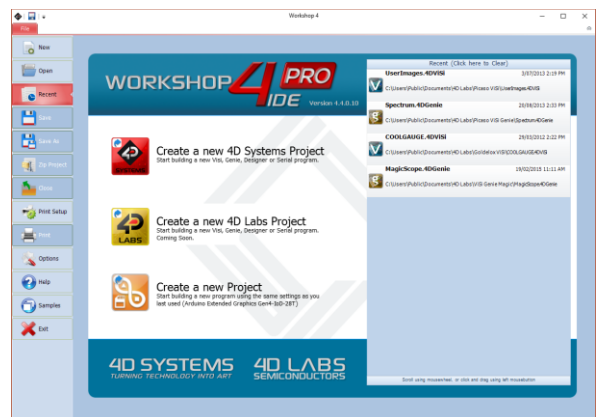 Workshop 4
File
New
Open
Recent
Save
Save As
Zip Project
Close
Print Setup
Print
Options
Help
Samples
Exit
WORKSHOP 4 PRO
IDE Version 4.4.0.10
Create a new 4D Systems Project
Start building a new Visi, Genie, Designer or Serial program.
SYSTEMS
Create a new 4D Labs Project
Start building a new Visi, Genie, Designer or Serial program.
Coming Soon.
LABS
Create a new Project
Start building a new program using the same settings as you
last used (Arduino Extended Graphics Gen4-IoD-28T)
4D SYSTEMS
TURNING TECHNOLOGY INTO ART
4D LABS
SEMICONDUCTORS
Recent (Click here to Clear)
UserImages.4DViSi 3/07/2013 2:19 PM
C:\Users\Public\Documents\4D Labs\Picaso ViSi\UserImages.4DViSi
Spectrum.4DGenie 20/08/2013 2:33 PM
C:\Users\Public\Documents\4D Labs\Picaso ViSi Genie\Spectrum.4DGenie
COOLGAUGE.4DViSi 29/03/2012 2:22 PM
C:\Users\Public\Documents\4D Labs\Goldelox ViSi\COOLGAUGE.4DViSi
MagicScope.4DGenie 19/02/2015 11:11 AM
C:\Users\Public\Documents\4D Labs\ViSi Genie Magic\MagicScope.4DGenie
Scroll using mousewheel, or click and drag using left mousebutton